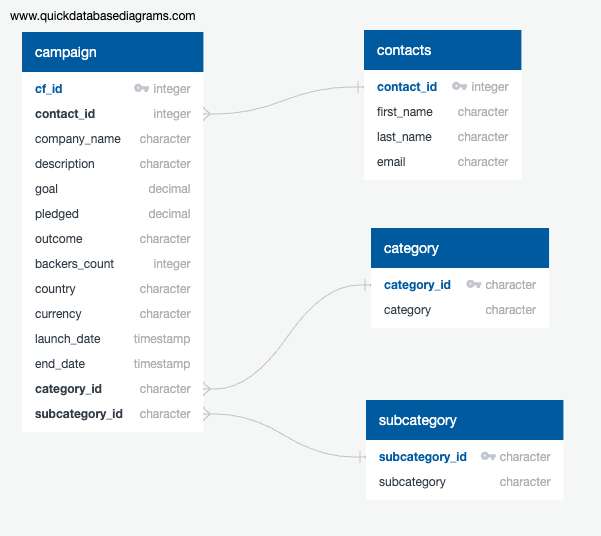 www.quickdatabasediagrams.com
campaign
cf_id integer
contact_id integer
company_name character
description character
goal decimal
pledged decimal
outcome character
backers_count integer
country character
currency character
launch_date timestamp
end_date timestamp
category_id character
subcategory_id character
contacts
contact_id integer
first_name character
last_name character
email character
category
category_id character
category character
subcategory
subcategory_id character
subcategory character